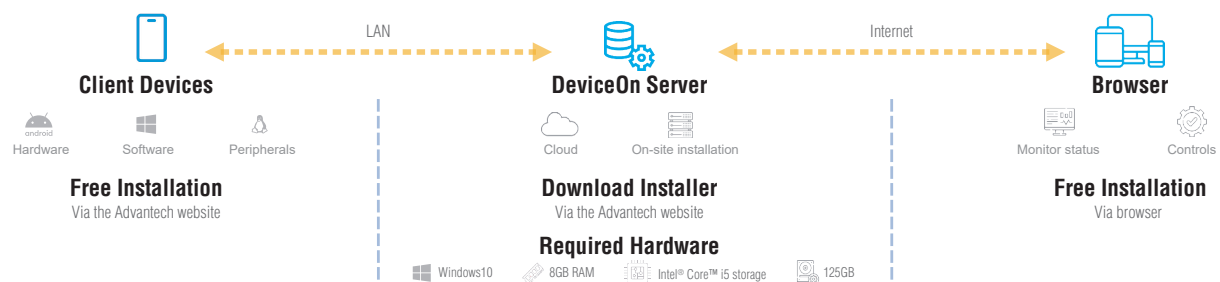 LAN
Internet
Client Devices
DeviceOn Server
Browser
android
Hardware
Software
Peripherals
Cloud
On-site installation
Monitor status
Controls
Free Installation
Via the Advantech website
Download Installer
Via the Advantech website
Free Installation
Via browser
Required Hardware
Windows10
8GB RAM
Intel® Core™ i5 storage
125GB